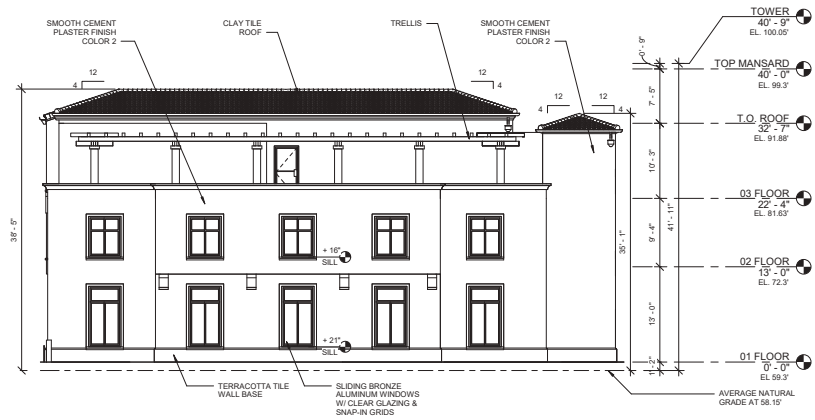 SMOOTH CEMENT
PLASTER FINISH
COLOR 2
CLAY TILE
ROOF
TRELLIS
SMOOTH CEMENT
PLASTER FINISH
COLOR 2
TOWER
40' - 9"
EL. 100.05'
0' - 9"
TOP MANSARD
40' - 0"
EL. 99.3'
12
4
12
4
12
4
12
4
7' - 5"
T.O. ROOF
32' - 7"
EL. 91.88'
10' - 3"
03 FLOOR
22' - 4"
EL. 81.63'
38' - 5"
35' - 1"
41' - 11"
9' - 4"
+ 16"
SILL
02 FLOOR
13' - 0"
EL. 72.3'
13' - 0"
+ 21"
SILL
01 FLOOR
0' - 0"
EL 59.3'
1' - 2"
TERRACOTTA TILE
WALL BASE
SLIDING BRONZE
ALUMINUM WINDOWS
W/ CLEAR GLAZING &
SNAP-IN GRIDS
AVERAGE NATURAL
GRADE AT 58.15'